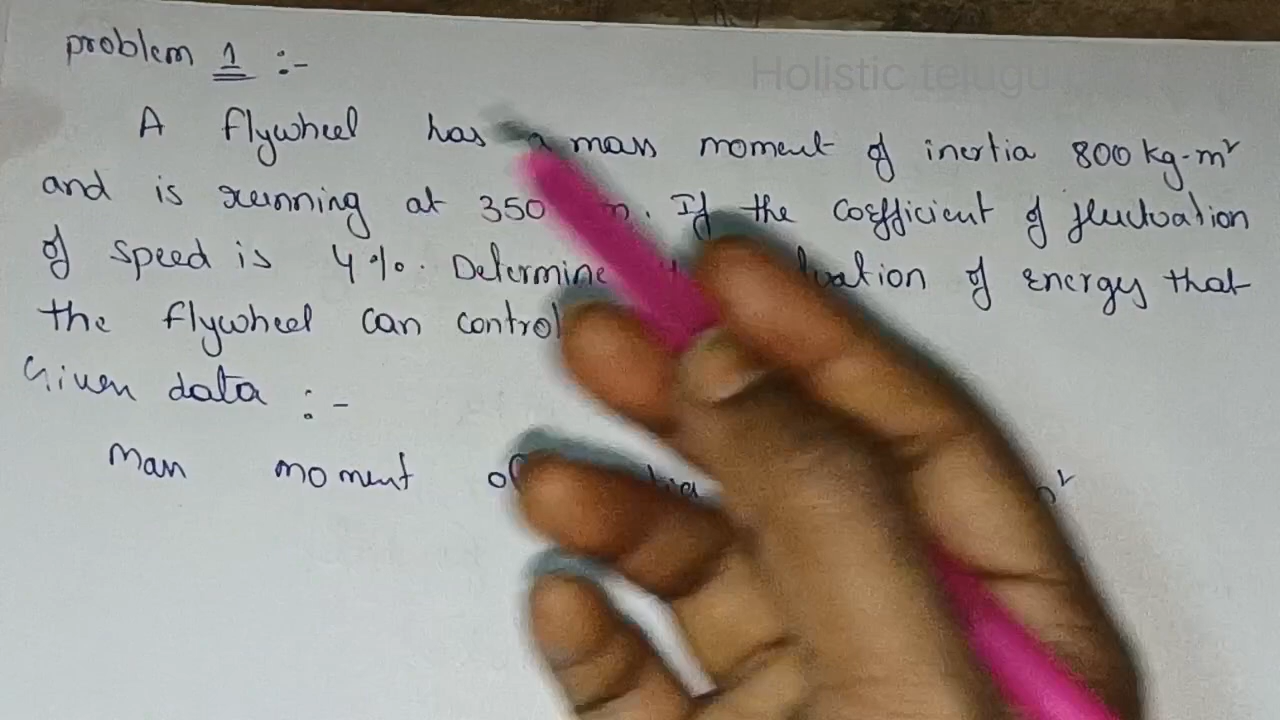 problem 1 :-
Holistic telugu
A flywheel has a mass moment of inertia 800 kg-m²
and is running at 350 If the coefficient of fluctuation
of speed is 4%. Determine of energy that
the flywheel can control
Given data :-
Mass moment